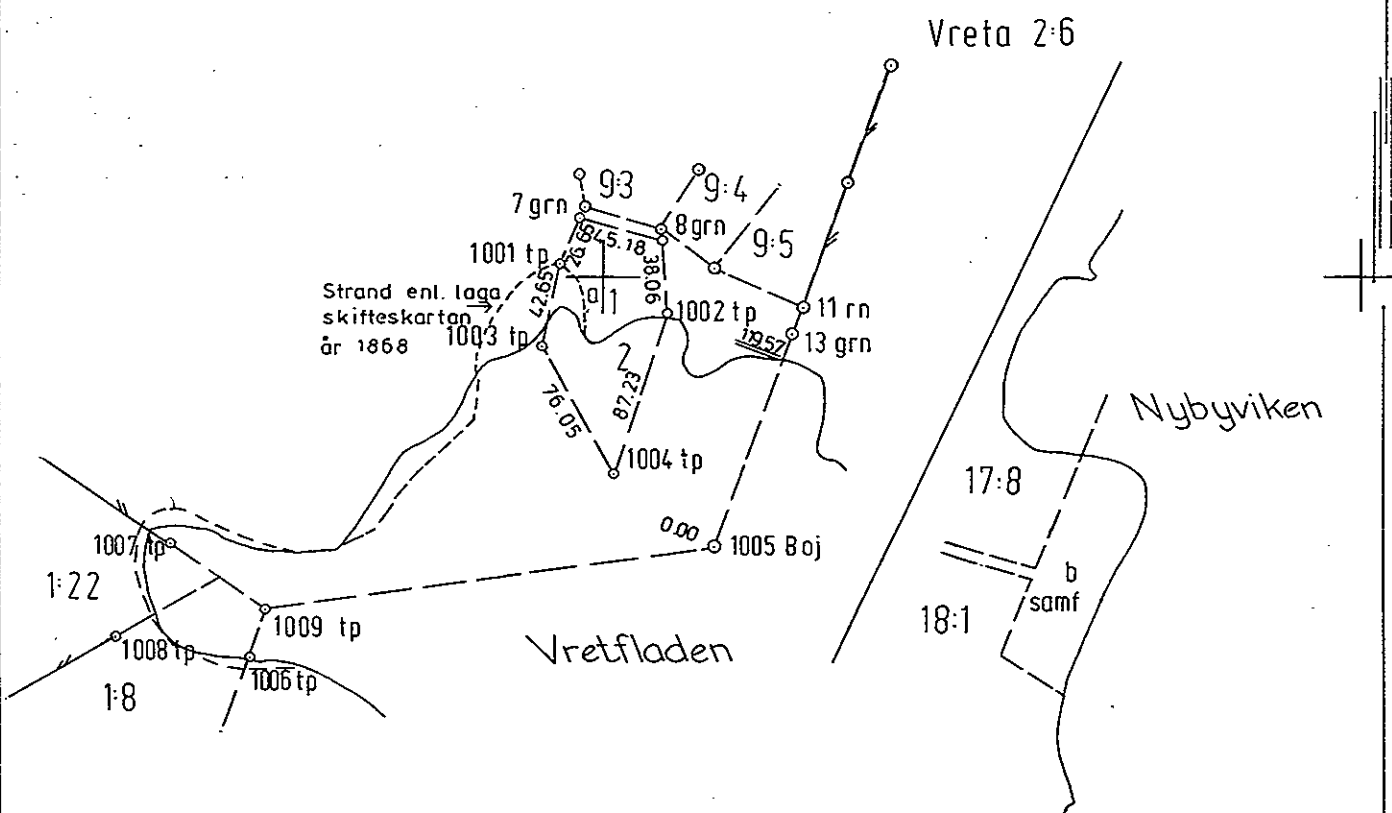 Vreta 2:6
9:3
9:4
7 grn
8 grn
9:5
1001 tp
26.66
45.18
38.06
Strand enl. laga
skifteskartan
år 1868
42.65
a
1
1002 tp
11 rn
1003 tp
119.57
13 grn
2
76.05
87.23
1004 tp
Nybyviken
17:8
0.00
1005 Boj
1007 tp
1:22
b
samf
18:1
1009 tp
1008 tp
Vretfladen
1006 tp
1:8